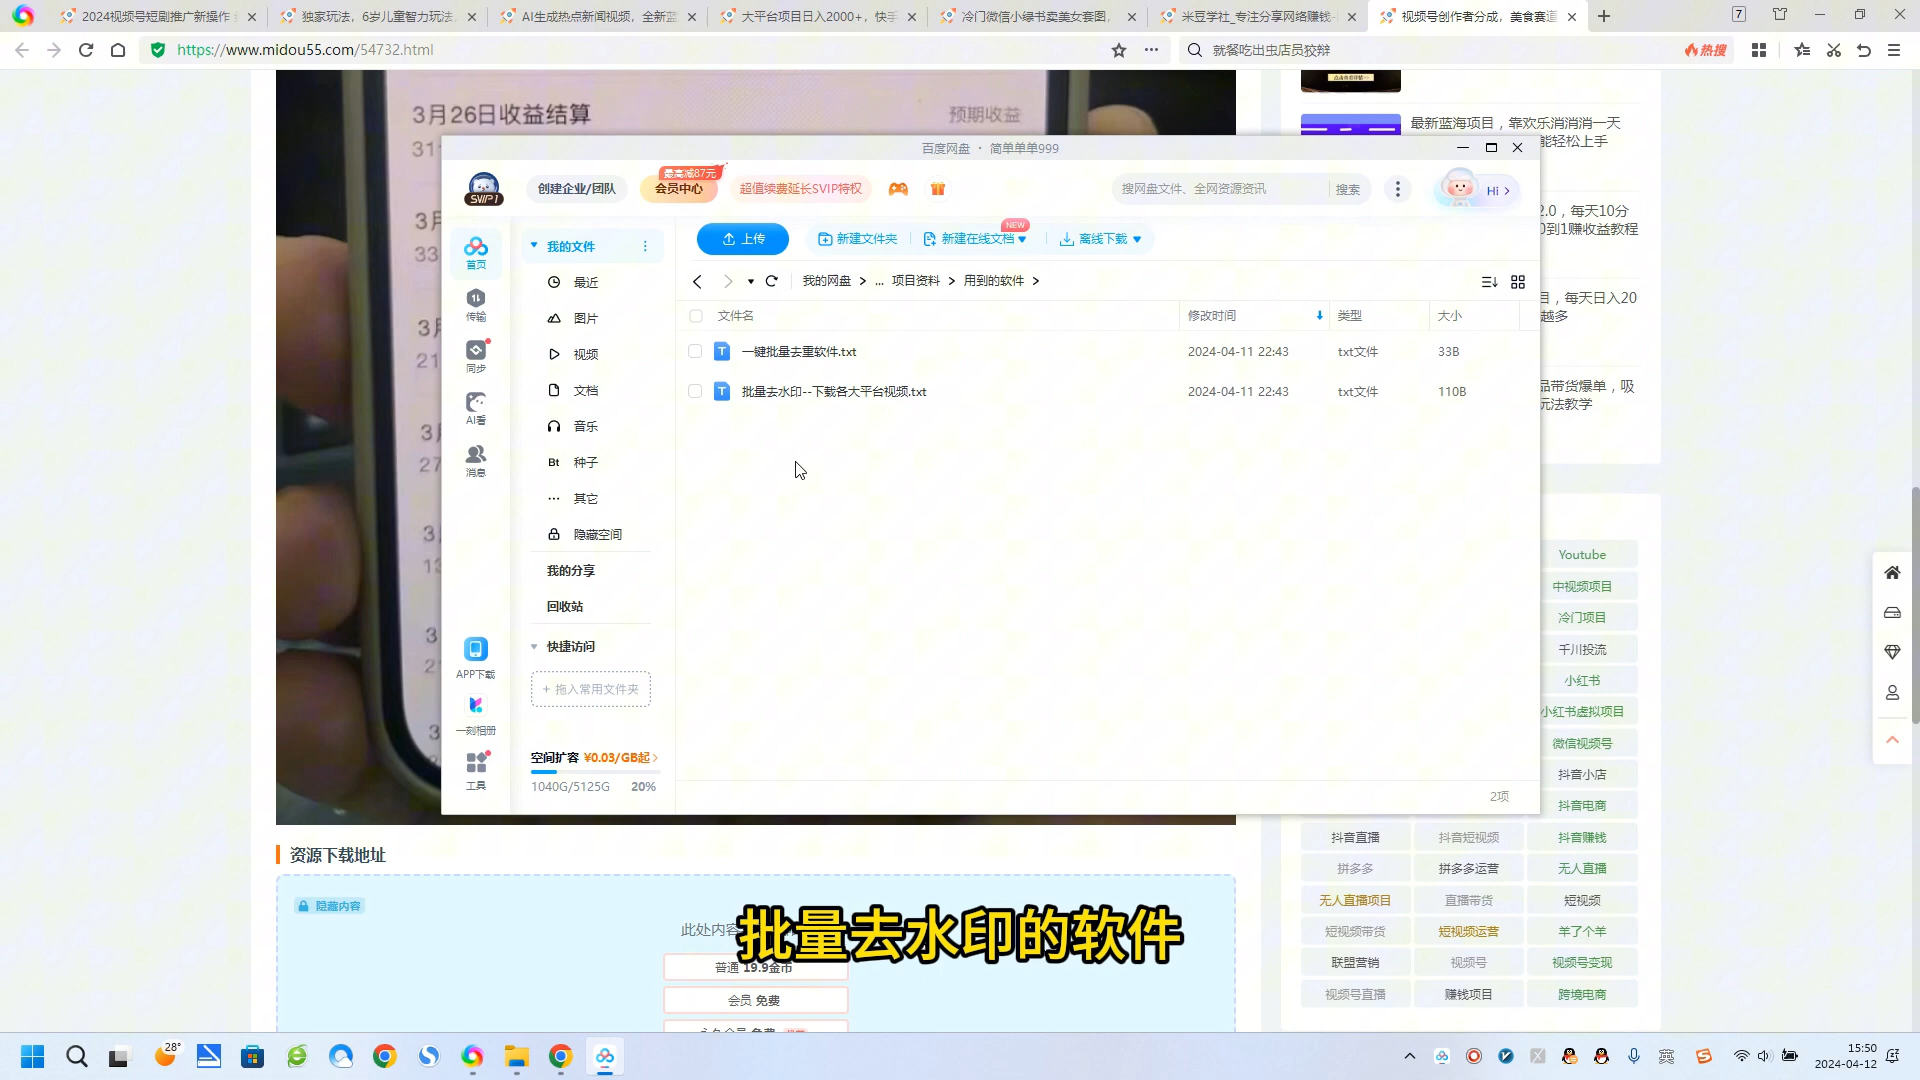 2024视频号短剧推广新操作
独家玩法，6岁儿童智力玩法，
AI生成热点新闻视频，全新蓝
大平台项目日入2000+，快手
冷门微信小绿书卖美女套图，
米豆学社_专注分享网络赚钱
视频号创作者分成，美食赛道
7
https://www.midou55.com/54732.html
就餐吃出虫店员狡辩
热搜
3月26日收益结算
预期收益
最新蓝海项目，靠欢乐消消消一天
能轻松上手
2.0，每天10分
0到1赚收益教程
目，每天日入20
越多
品带货爆单，吸
玩法教学
百度网盘 · 简单单单999
SVIP1
创建企业/团队
最高减87元
会员中心
超值续费延长SVIP特权
搜网盘文件、全网资源资讯
搜索
Hi >
首页
传输
同步
AI看
消息
APP下载
一刻相册
工具
我的文件
最近
图片
视频
文档
音乐
Bt 种子
其它
隐藏空间
我的分享
回收站
快捷访问
+ 拖入常用文件夹
空间扩容 ¥0.03/GB起>
1040G/5125G 20%
上传
新建文件夹
新建在线文档
NEW
离线下载
我的网盘 > ... 项目资料 > 用到的软件 >
文件名 修改时间 类型 大小
一键批量去重软件.txt 2024-04-11 22:43 txt文件 33B
批量去水印--下载各大平台视频.txt 2024-04-11 22:43 txt文件 110B
2项
Youtube
中视频项目
冷门项目
千川投流
小红书
小红书虚拟项目
微信视频号
抖音小店
抖音电商
抖音直播 抖音短视频 抖音赚钱
拼多多 拼多多运营 无人直播
无人直播项目 直播带货 短视频
短视频带货 短视频运营 羊了个羊
联盟营销 视频号 视频号变现
视频号直播 赚钱项目 跨境电商
资源下载地址
隐藏内容
此处内容
批量去水印的软件
普通 19.9金币
会员 免费
28°
英
15:50
2024-04-12